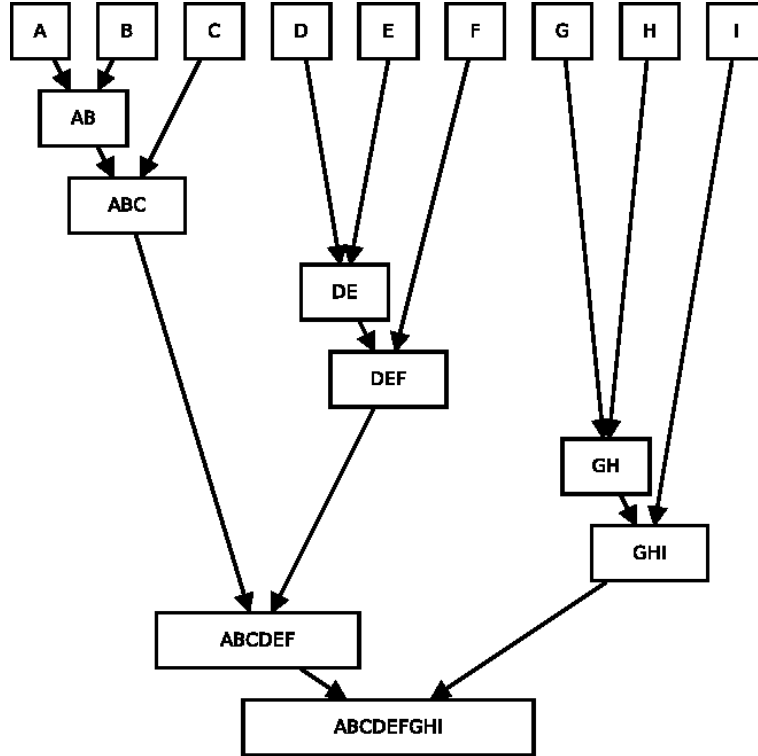 A B C D E F G H I
AB
ABC
DE
DEF
GH
GHI
ABCDEF
ABCDEFGHI